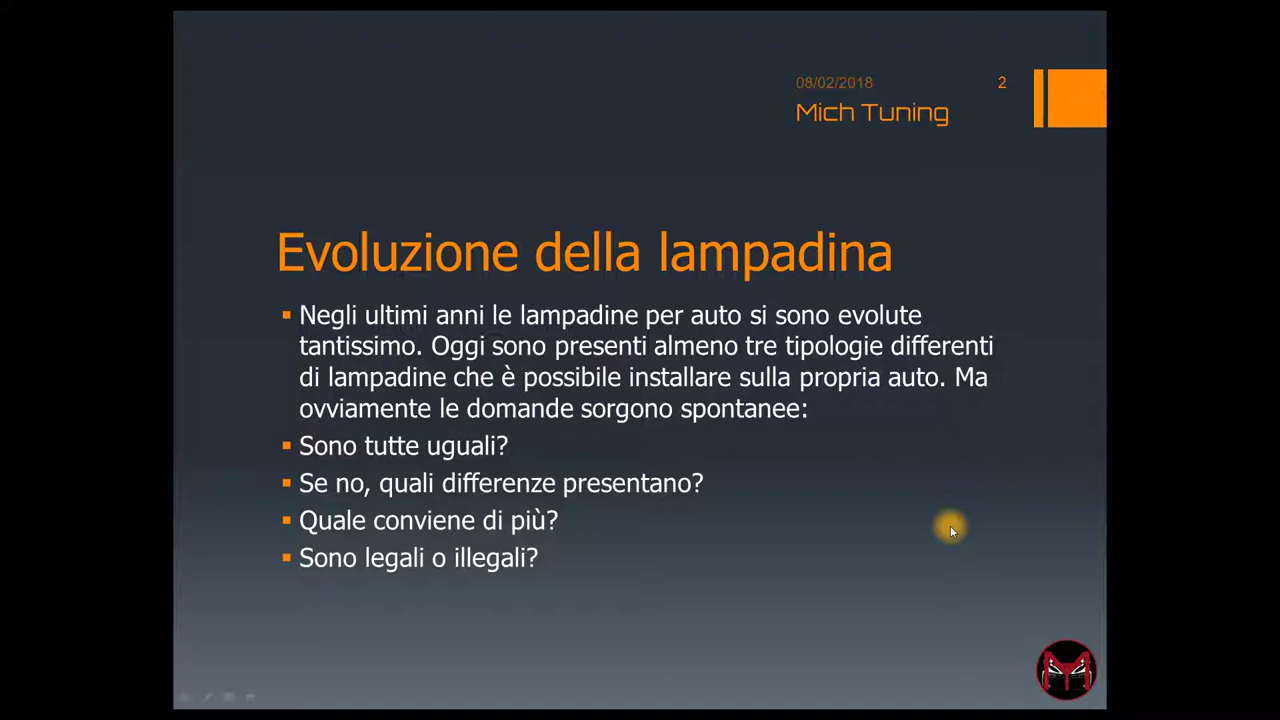 08/02/2018
2
Mich Tuning
Evoluzione della lampadina
Negli ultimi anni le lampadine per auto si sono evolute
tantissimo. Oggi sono presenti almeno tre tipologie differenti
di lampadine che è possibile installare sulla propria auto. Ma
ovviamente le domande sorgono spontanee:
Sono tutte uguali?
Se no, quali differenze presentano?
Quale conviene di più?
Sono legali o illegali?